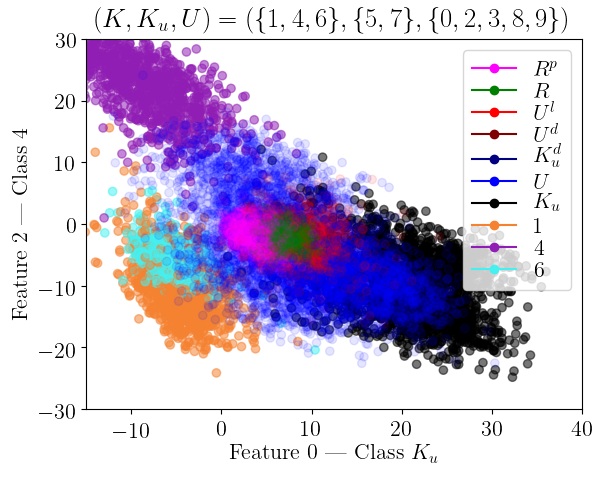 (K, K_u, U) = ({1, 4, 6}, {5, 7}, {0, 2, 3, 8, 9})
30
20
10
0
−10
−20
−30
Feature 2 — Class 4
R^p
R
U^l
U^d
K_u^d
U
K_u
1
4
6
−10
0
10
20
30
40
Feature 0 — Class K_u